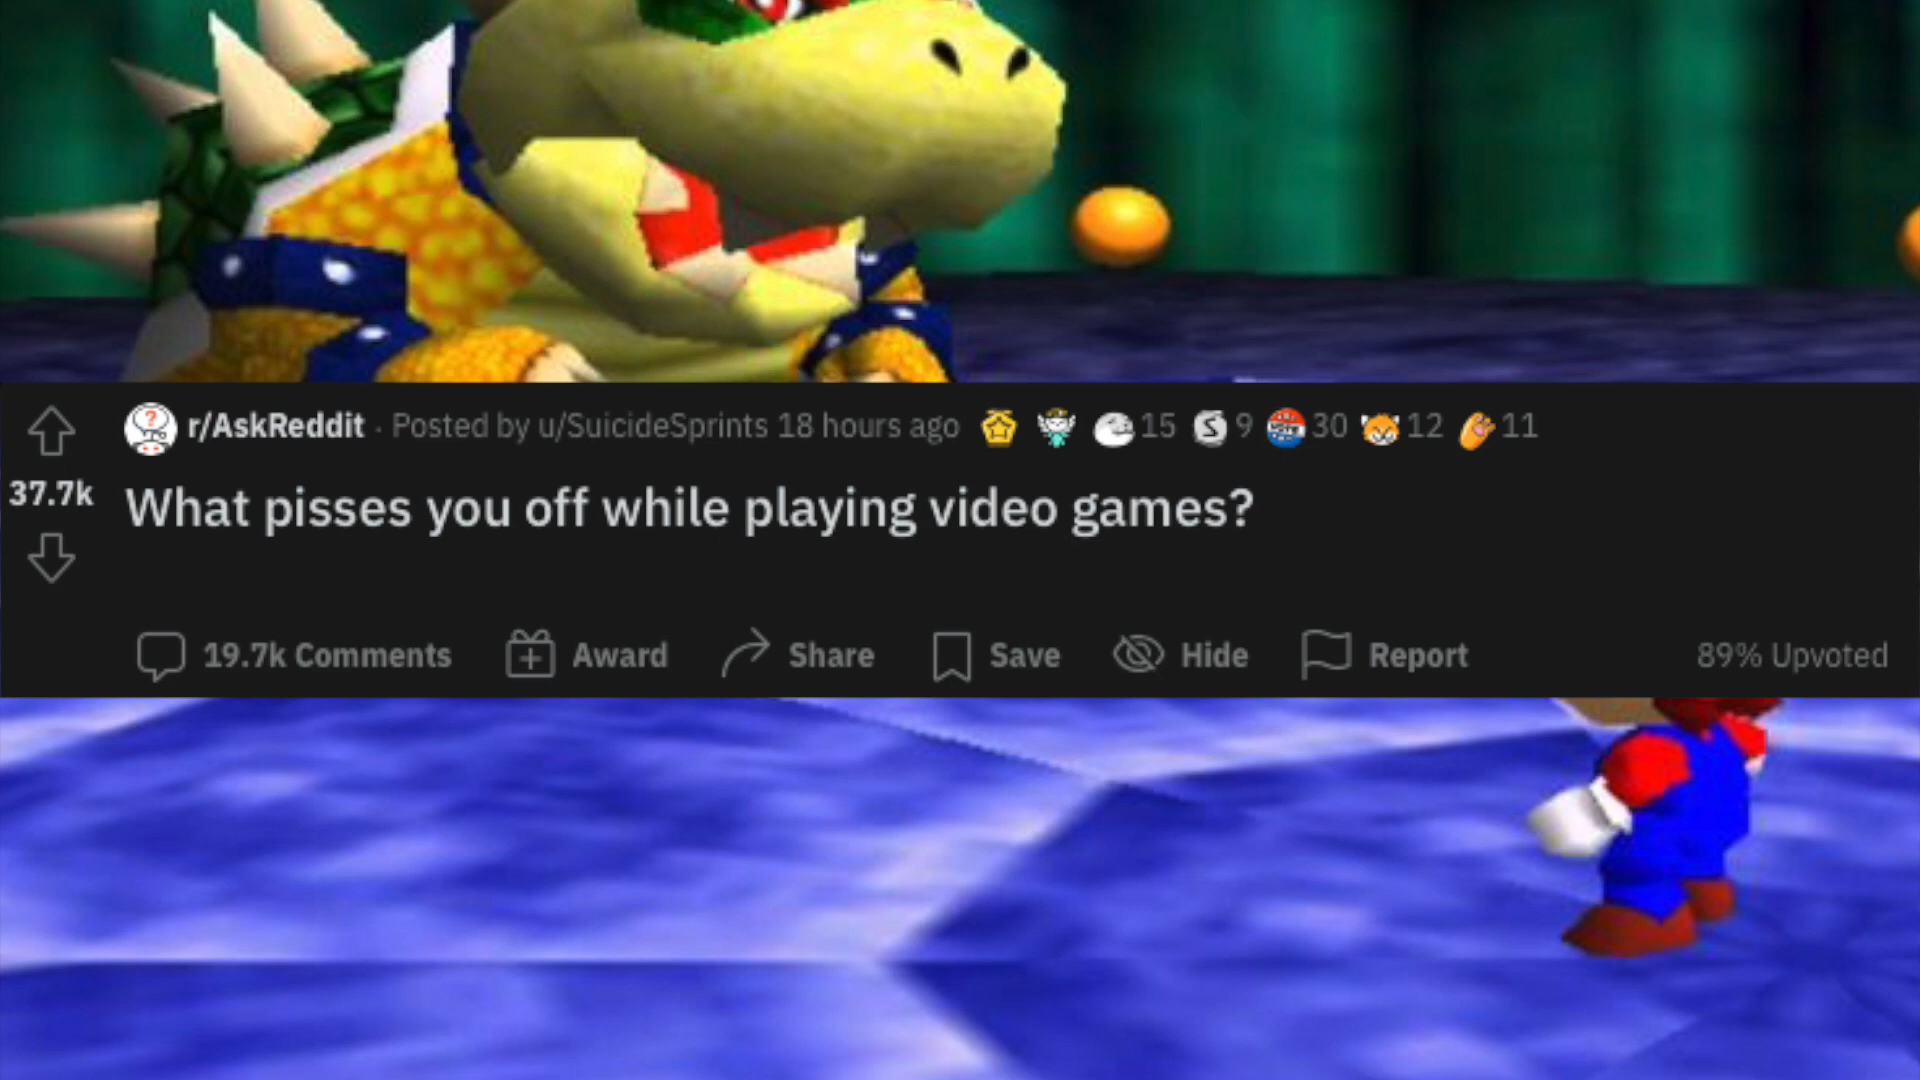 r/AskReddit · Posted by u/SuicideSprints 18 hours ago 15 S 9 30 12 11
37.7k
What pisses you off while playing video games?
19.7k Comments Award Share Save Hide Report 89% Upvoted